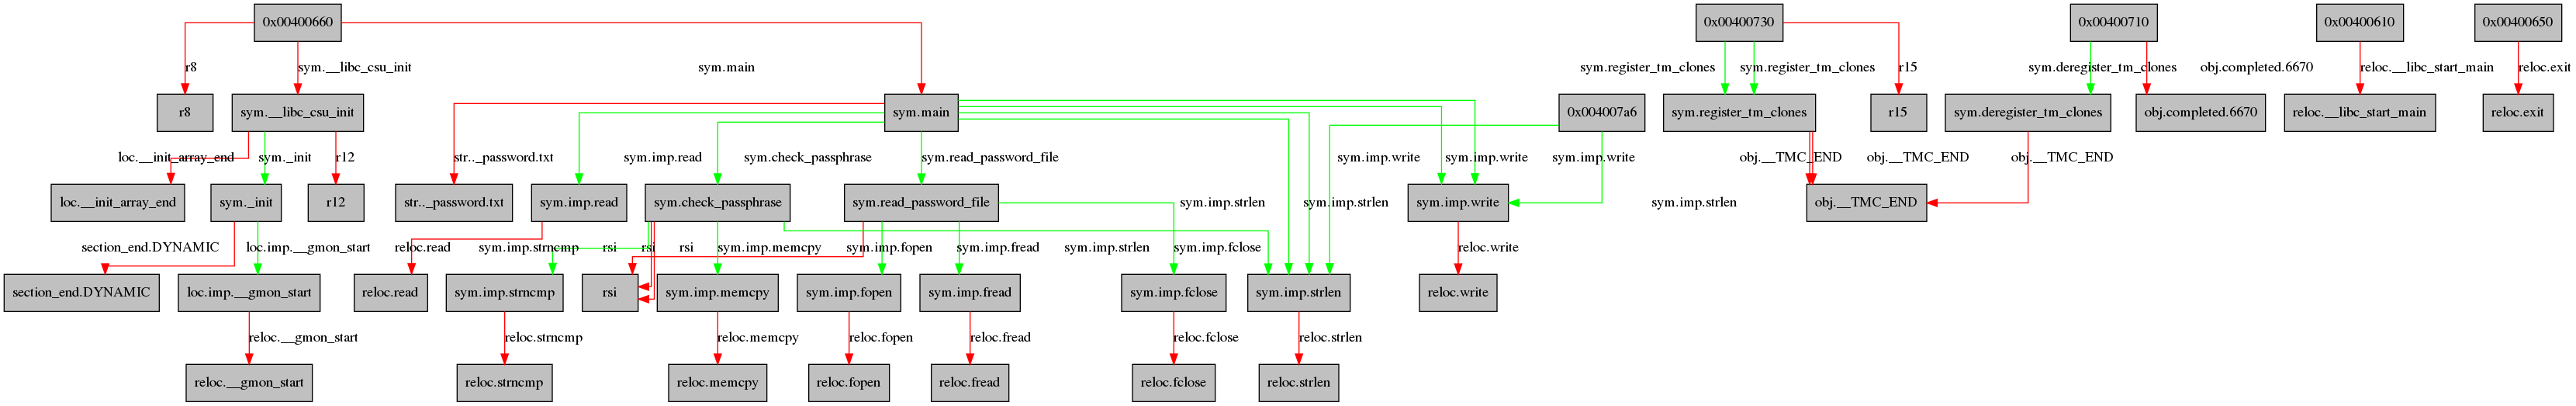 0x00400660
0x00400730
0x00400710
0x00400610
0x00400650
r8
sym.__libc_csu_init
sym.main
sym.register_tm_clones
sym.register_tm_clones
r15
sym.deregister_tm_clones
obj.completed.6670
reloc.__libc_start_main
reloc.exit
r8
sym.__libc_csu_init
sym.main
0x004007a6
sym.register_tm_clones
r15
sym.deregister_tm_clones
obj.completed.6670
reloc.__libc_start_main
reloc.exit
loc.__init_array_end
sym._init
r12
str.._password.txt
sym.imp.read
sym.check_passphrase
sym.read_password_file
sym.imp.write
sym.imp.write
sym.imp.write
obj.__TMC_END
obj.__TMC_END
obj.__TMC_END
loc.__init_array_end
sym._init
r12
str.._password.txt
sym.imp.read
sym.check_passphrase
sym.read_password_file
sym.imp.strlen
sym.imp.strlen
sym.imp.write
sym.imp.strlen
obj.__TMC_END
section_end.DYNAMIC
loc.imp.__gmon_start
reloc.read
sym.imp.strncmp
rsi
rsi
rsi
sym.imp.memcpy
sym.imp.fopen
sym.imp.fread
sym.imp.strlen
sym.imp.fclose
reloc.write
section_end.DYNAMIC
loc.imp.__gmon_start
reloc.read
sym.imp.strncmp
rsi
sym.imp.memcpy
sym.imp.fopen
sym.imp.fread
sym.imp.fclose
sym.imp.strlen
reloc.write
reloc.__gmon_start
reloc.strncmp
reloc.memcpy
reloc.fopen
reloc.fread
reloc.fclose
reloc.strlen
reloc.__gmon_start
reloc.strncmp
reloc.memcpy
reloc.fopen
reloc.fread
reloc.fclose
reloc.strlen